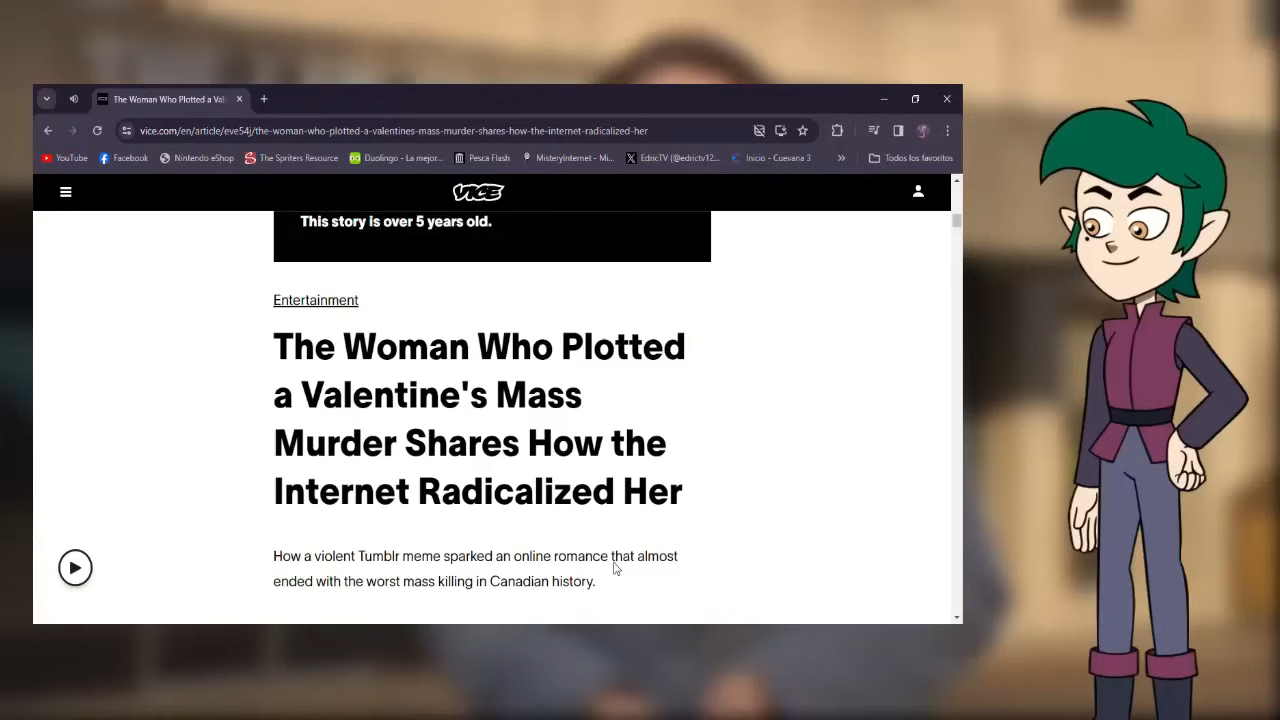 The Woman Who Plotted a Val
vice.com/en/article/eve54j/the-woman-who-plotted-a-valentines-mass-murder-shares-how-the-internet-radicalized-her
YouTube Facebook Nintendo eShop The Spriters Resource Duolingo - La mejor... Pesca Flash MisteryInternet - Mi... EdricTV (@edrictv12... Inicio - Cuevana 3 » Todos los favoritos
VICE
This story is over 5 years old.
Entertainment
The Woman Who Plotted
a Valentine's Mass
Murder Shares How the
Internet Radicalized Her
How a violent Tumblr meme sparked an online romance that almost
ended with the worst mass killing in Canadian history.